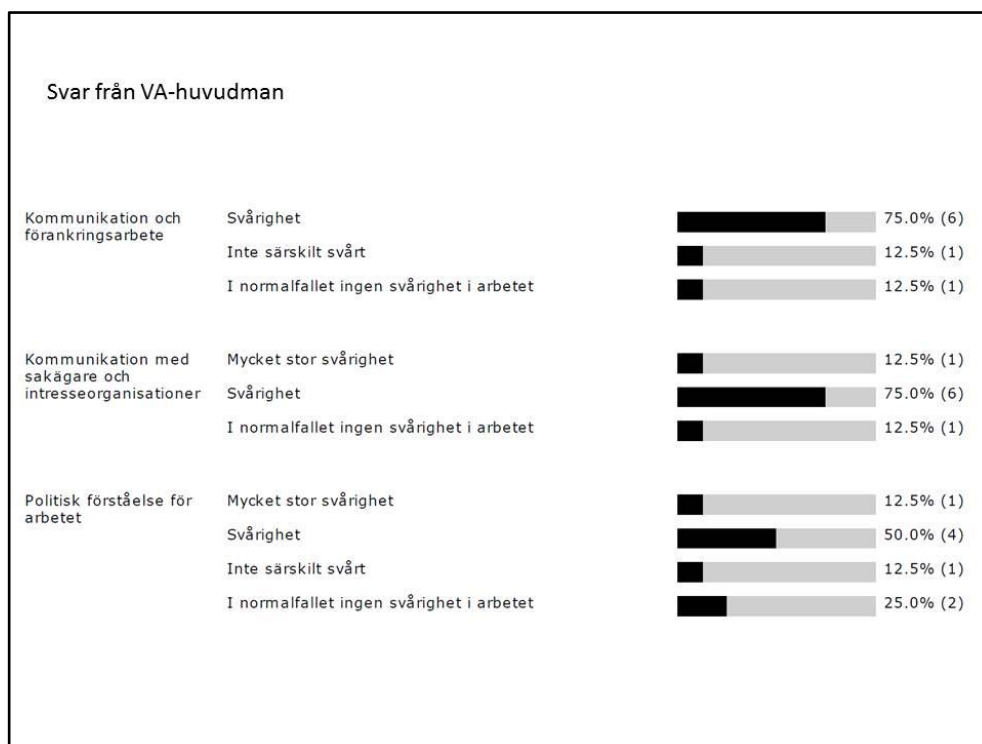 Svar från VA-huvudman
Kommunikation och
förankringsarbete
Svårighet 75.0% (6)
Inte särskilt svårt 12.5% (1)
I normalfallet ingen svårighet i arbetet 12.5% (1)
Kommunikation med
sakägare och
intresseorganisationer
Mycket stor svårighet 12.5% (1)
Svårighet 75.0% (6)
I normalfallet ingen svårighet i arbetet 12.5% (1)
Politisk förståelse för
arbetet
Mycket stor svårighet 12.5% (1)
Svårighet 50.0% (4)
Inte särskilt svårt 12.5% (1)
I normalfallet ingen svårighet i arbetet 25.0% (2)